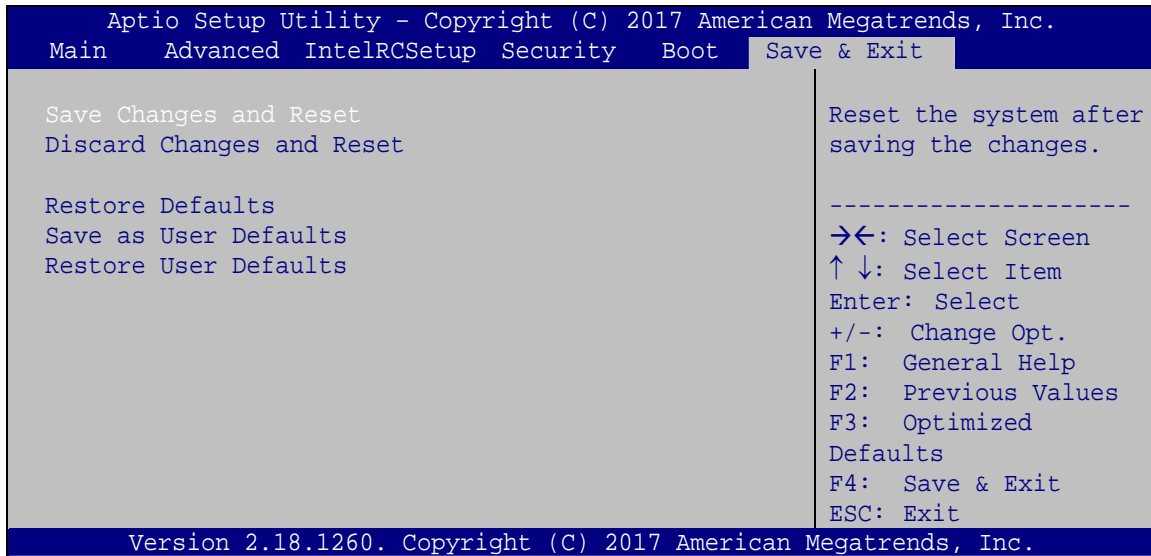 Aptio Setup Utility – Copyright (C) 2017 American Megatrends, Inc.
Main Advanced IntelRCSetup Security Boot Save & Exit
Save Changes and Reset
Discard Changes and Reset
Restore Defaults
Save as User Defaults
Restore User Defaults
Reset the system after
saving the changes.
---------------------
→←: Select Screen
↑ ↓: Select Item
Enter: Select
+/-: Change Opt.
F1: General Help
F2: Previous Values
F3: Optimized
Defaults
F4: Save & Exit
ESC: Exit
Version 2.18.1260. Copyright (C) 2017 American Megatrends, Inc.